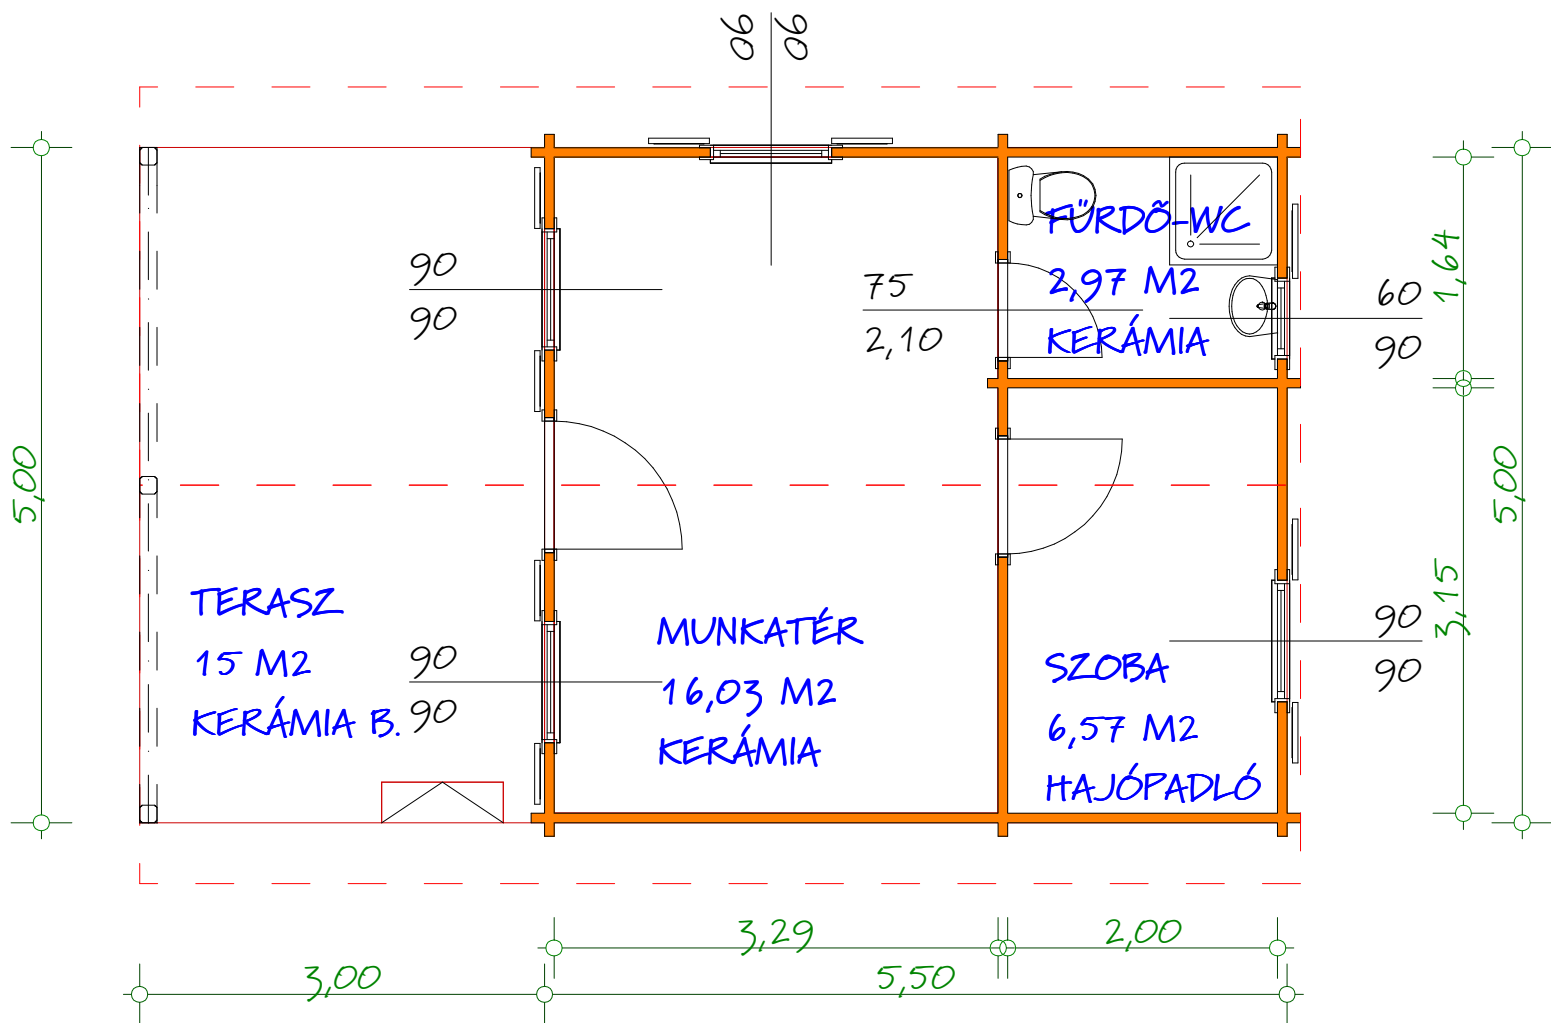 90
90
FÜRDŐ-WC
2,97 M2
KERÁMIA
75
2,10
90
90
60
90
1,64
5,00
5,00
3,15
TERASZ
15 M2
KERÁMIA B.
90
90
MUNKATÉR
16,03 M2
KERÁMIA
SZOBA
6,57 M2
HAJÓPADLÓ
90
90
3,29
2,00
3,00
5,50